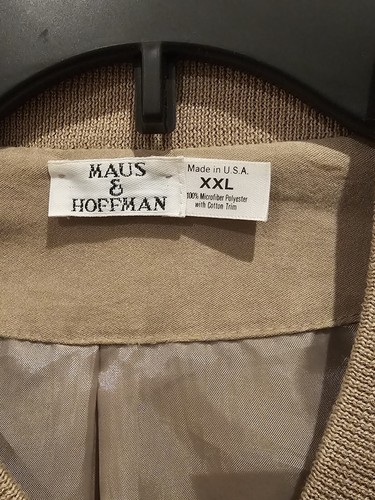 MAUS
&
HOFFMAN
Made in U.S.A.
XXL
100% Microfiber Polyester
with Cotton Trim